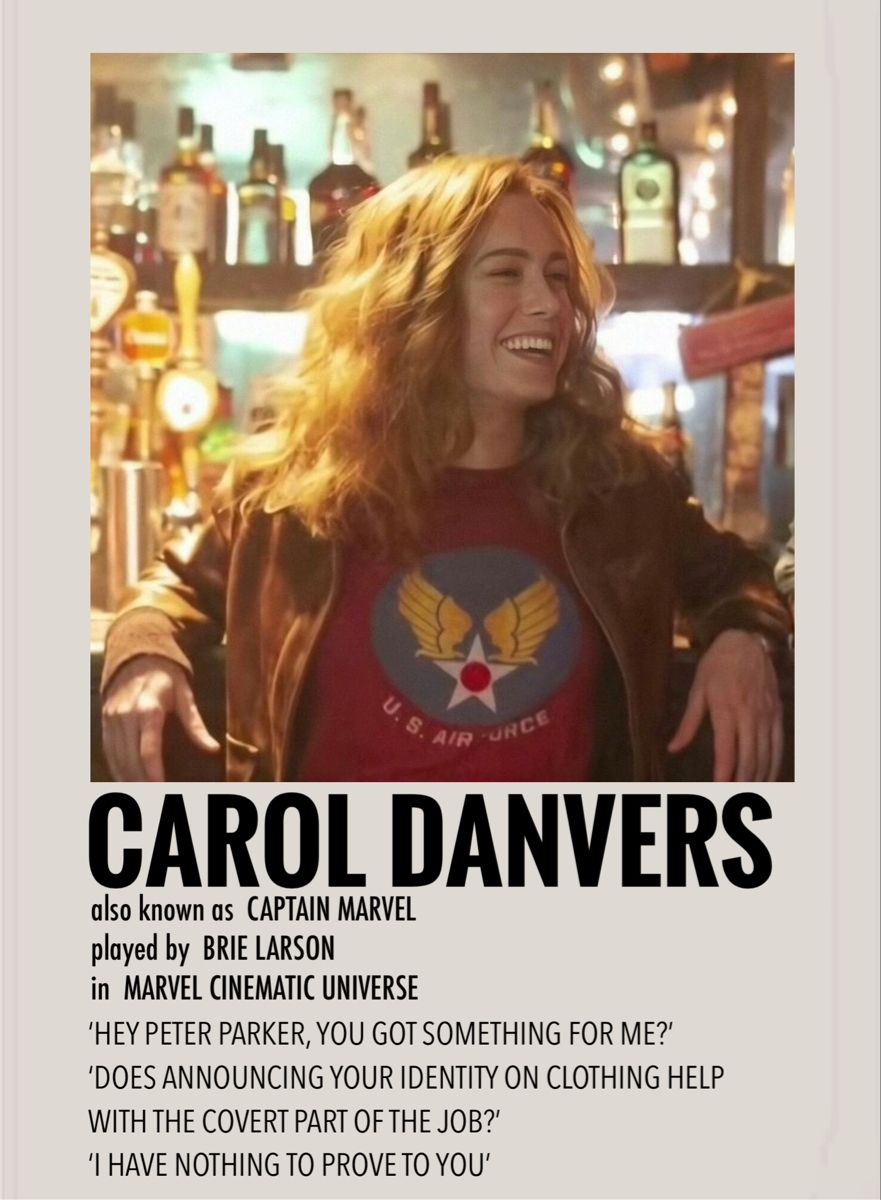 U.S. AIR FORCE
CAROL DANVERS
also known as CAPTAIN MARVEL
played by BRIE LARSON
in MARVEL CINEMATIC UNIVERSE
‘HEY PETER PARKER, YOU GOT SOMETHING FOR ME?’
‘DOES ANNOUNCING YOUR IDENTITY ON CLOTHING HELP
WITH THE COVERT PART OF THE JOB?’
‘I HAVE NOTHING TO PROVE TO YOU’